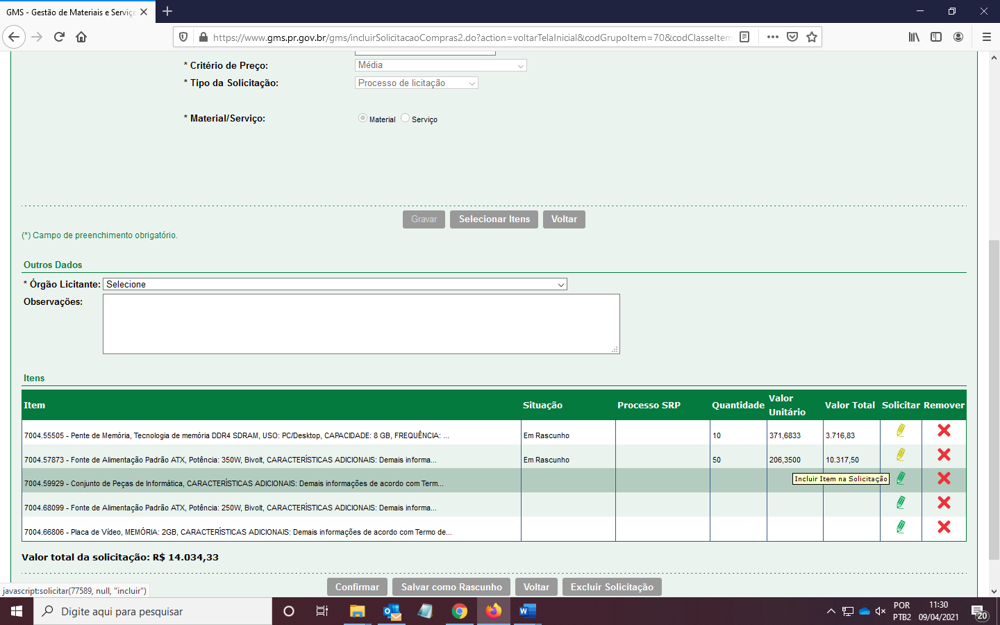 GMS - Gestão de Materiais e Serviço
https://www.gms.pr.gov.br/gms/incluirSolicitacaoCompras2.do?action=voltarTelaInicial&codGrupoItem=70&codClasseItem
* Critério de Preço: Média
* Tipo da Solicitação: Processo de licitação
* Material/Serviço: Material Serviço
Gravar Selecionar Itens Voltar
(*) Campo de preenchimento obrigatório.
Outros Dados
* Órgão Licitante: Selecione
Observações:
Itens
Item Situação Processo SRP Quantidade Valor Unitário Valor Total Solicitar Remover
7004.55505 - Pente de Memória, Tecnologia de memória DDR4 SDRAM, USO: PC/Desktop, CAPACIDADE: 8 GB, FREQUÊNCIA: ... Em Rascunho 10 371,6833 3.716,83
7004.57873 - Fonte de Alimentação Padrão ATX, Potência: 350W, Bivolt, CARACTERÍSTICAS ADICIONAIS: Demais informa... Em Rascunho 50 206,3500 10.317,50
7004.59929 - Conjunto de Peças de Informática, CARACTERÍSTICAS ADICIONAIS: Demais informações de acordo com Term... Incluir Item na Solicitação
7004.68099 - Fonte de Alimentação Padrão ATX, Potência: 250W, Bivolt, CARACTERÍSTICAS ADICIONAIS: Demais informa...
7004.66806 - Placa de Vídeo, MEMÓRIA: 2GB, CARACTERÍSTICAS ADICIONAIS: Demais informações de acordo com Termo de...
Valor total da solicitação: R$ 14.034,33
Confirmar Salvar como Rascunho Voltar Excluir Solicitação
javascript:solicitar(77589, null, "incluir")
Digite aqui para pesquisar
POR 11:30
PTB2 09/04/2021 20